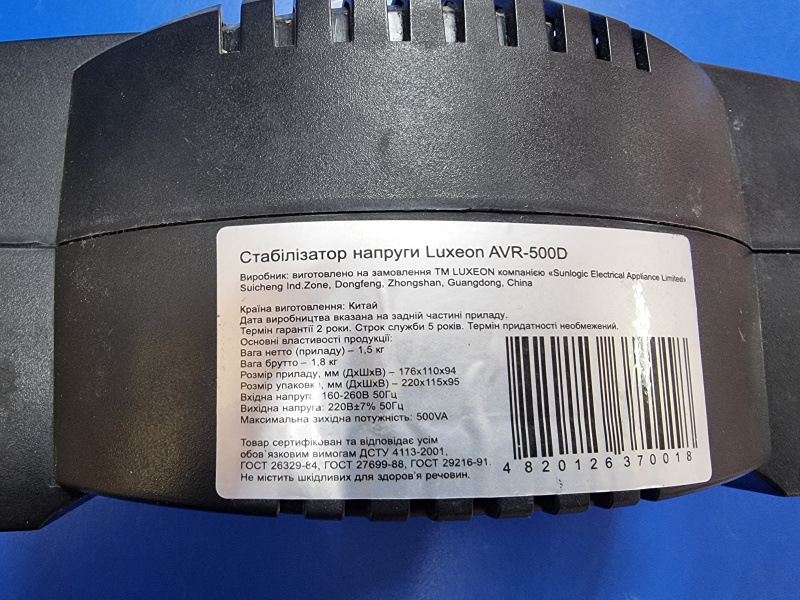 Стабілізатор напруги Luxeon AVR-500D
Виробник: виготовлено на замовлення ТМ LUXEON компанією «Sunlogic Electrical Appliance Limited»
Suicheng Ind.Zone, Dongfeng, Zhongshan, Guangdong, China
Країна виготовлення: Китай
Дата виробництва вказана на задній частині приладу.
Термін гарантії 2 роки. Строк служби 5 років. Термін придатності необмежений.
Основні властивості продукції:
Вага нетто (приладу) – 1,5 кг
Вага брутто – 1,8 кг
Розмір приладу, мм (ДхШхВ) – 176х110х94
Розмір упаковки, мм (ДхШхВ) – 220х115х95
Вхідна напруга: 160-260В 50Гц
Вихідна напруга: 220В±7% 50Гц
Максимальна вихідна потужність: 500VA
Товар сертифікован та відповідає усім
обов'язковим вимогам ДСТУ 4113-2001,
ГОСТ 26329-84, ГОСТ 27699-88, ГОСТ 29216-91.
Не містить шкідливих для здоров'я речовин.
4820126370018